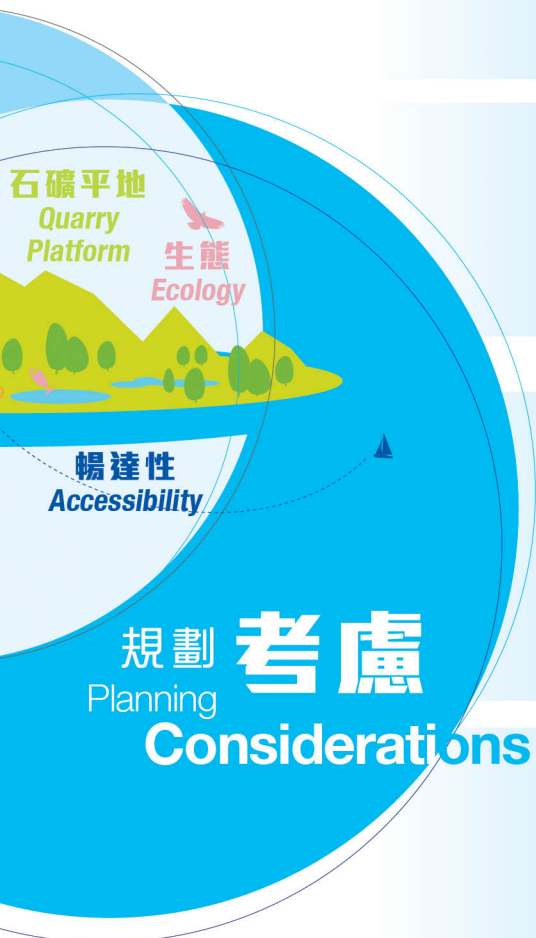 石礦平地
Quarry
Platform
生態
Ecology
暢達性
Accessibility
規劃 考慮
Planning
Considerations